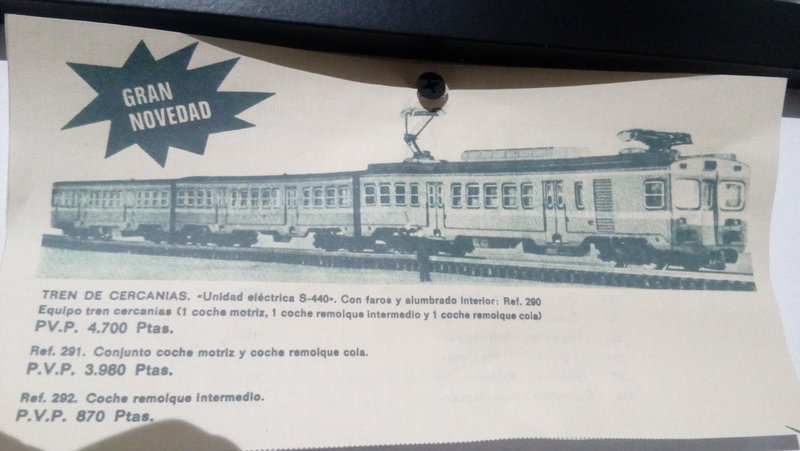 GRAN
NOVEDAD
TREN DE CERCANIAS. «Unidad eléctrica S-440». Con faros y alumbrado interior: Ref. 290
Equipo tren cercanías (1 coche motriz, 1 coche remolque intermedio y 1 coche remolque cola)
PV.P. 4.700 Ptas.
Ref. 291. Conjunto coche motriz y coche remolque cola.
P.V.P. 3.980 Ptas.
Ref. 292. Coche remolque intermedio.
P.V.P. 870 Ptas.